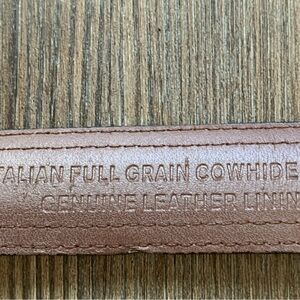 TALIAN FULL GRAIN COWHIDE
GENUINE LEATHER LININ